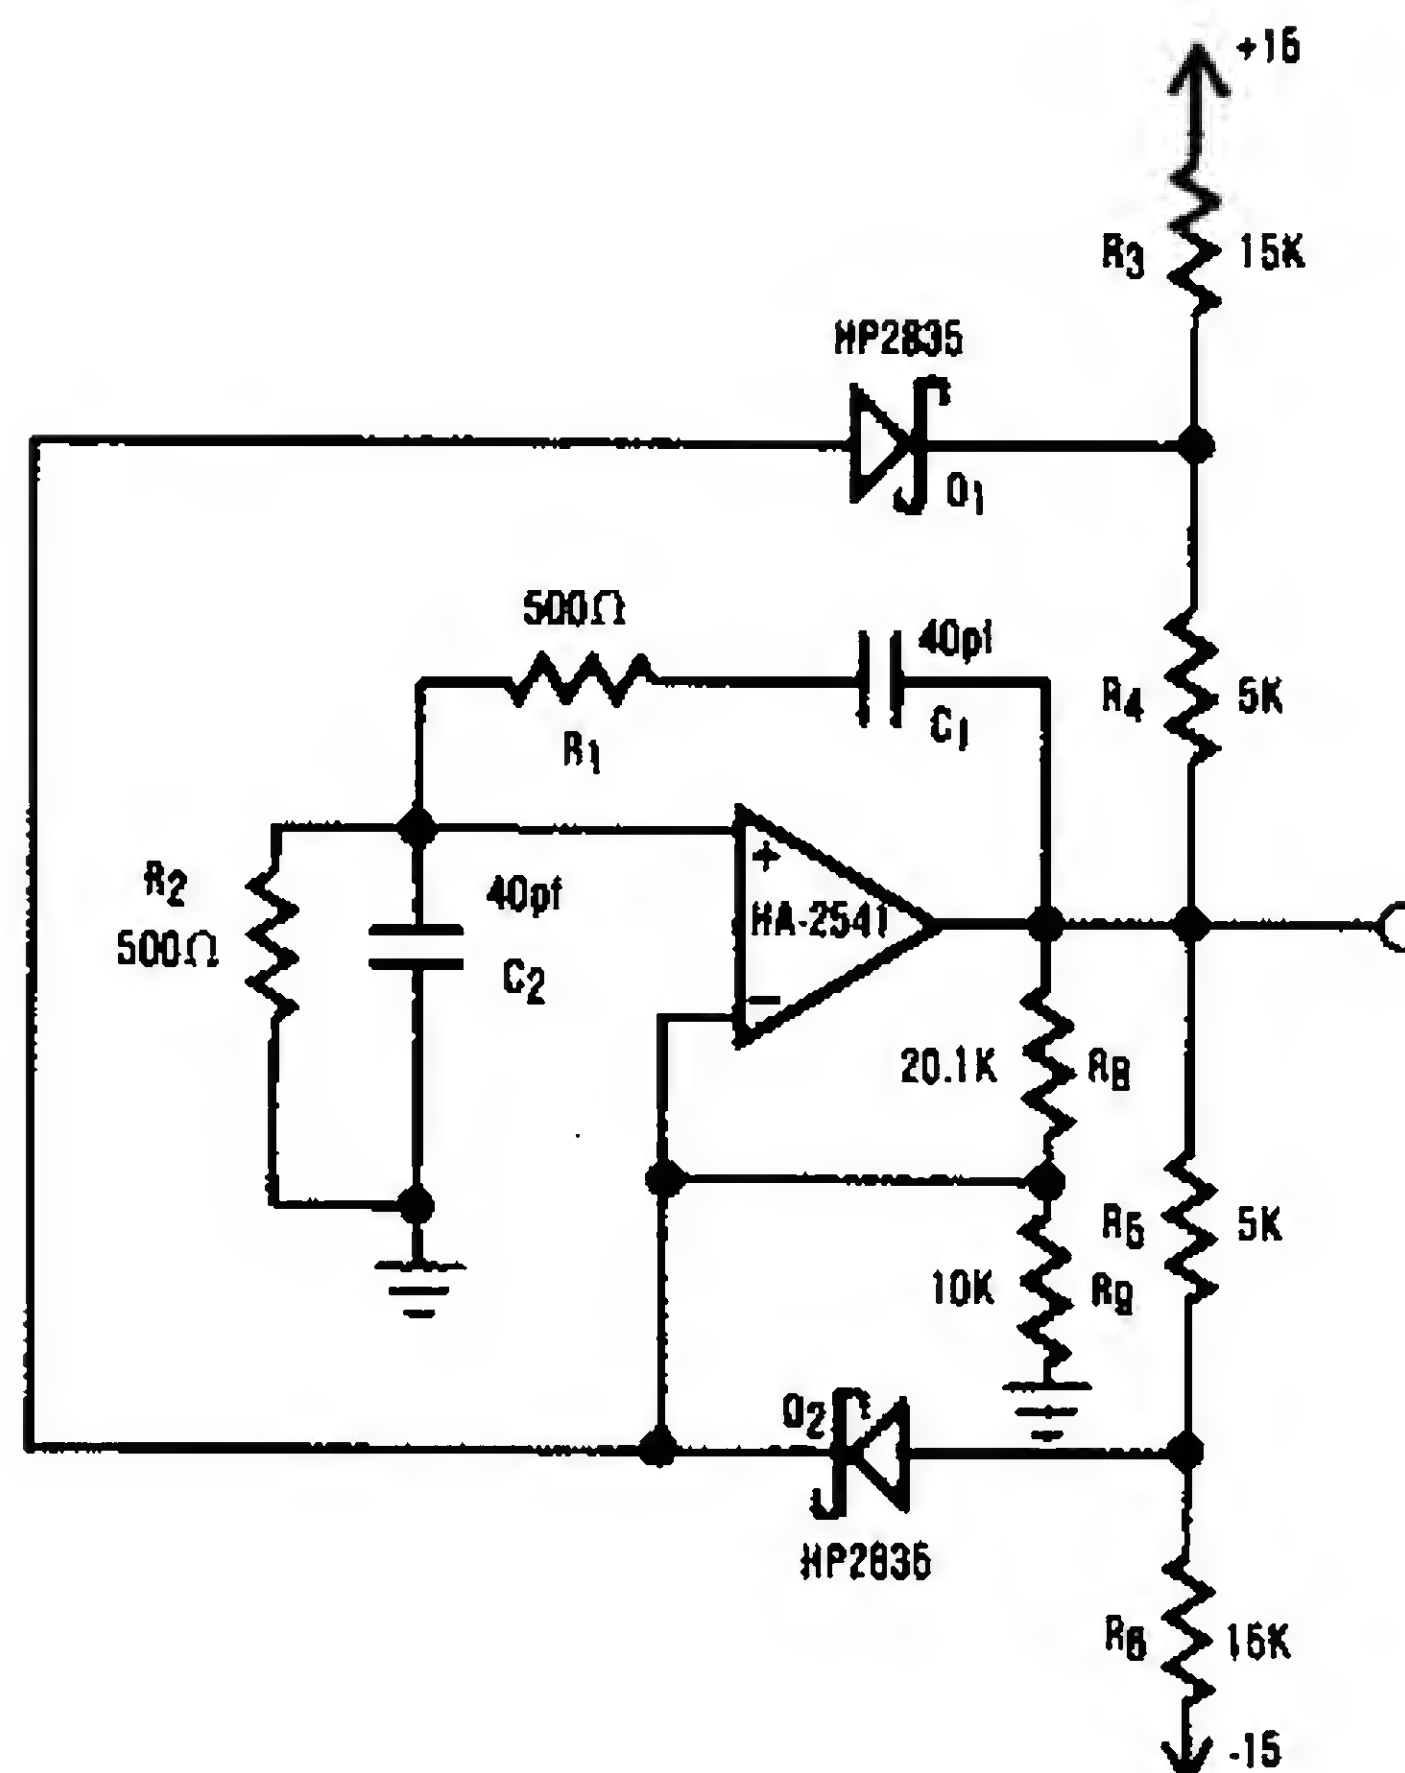 +15
R3 15K
HP2835
D1
500Ω
40pf
R4 5K
C1
R1
+
R2
40pf
HA-2541
500Ω
C2
−
20.1K R8
R5 5K
10K R9
D2
HP2835
R6 15K
-15